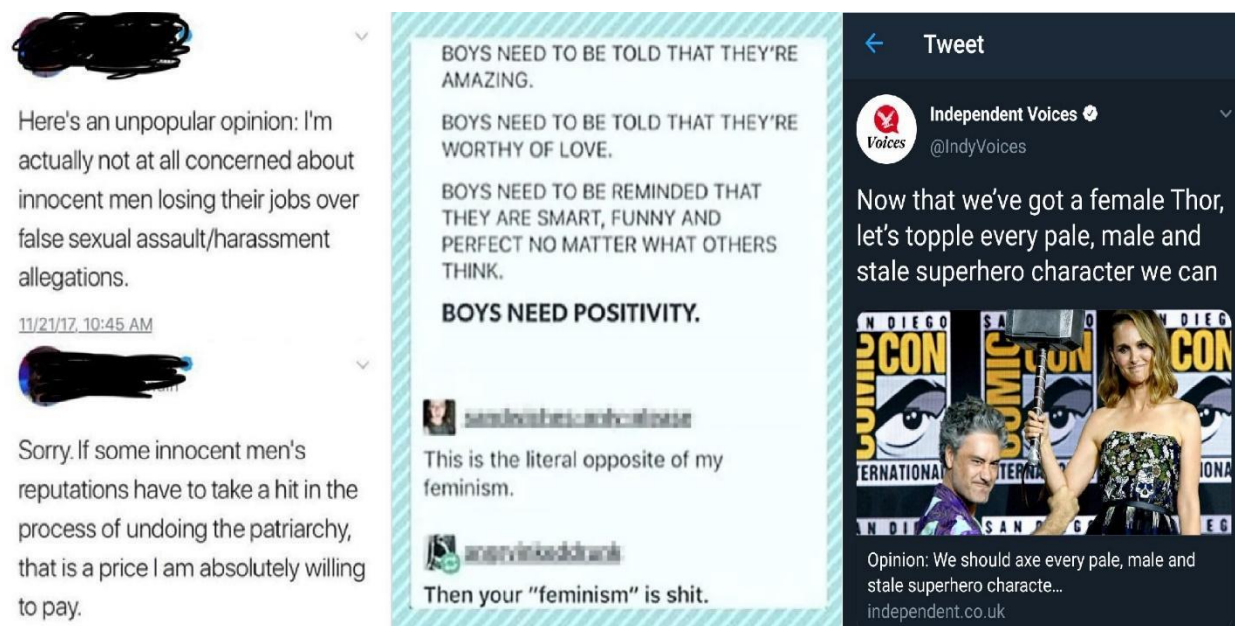 Here's an unpopular opinion: I'm
actually not at all concerned about
innocent men losing their jobs over
false sexual assault/harassment
allegations.
11/21/17, 10:45 AM
Sorry. If some innocent men's
reputations have to take a hit in the
process of undoing the patriarchy,
that is a price I am absolutely willing
to pay.
BOYS NEED TO BE TOLD THAT THEY'RE
AMAZING.
BOYS NEED TO BE TOLD THAT THEY'RE
WORTHY OF LOVE.
BOYS NEED TO BE REMINDED THAT
THEY ARE SMART, FUNNY AND
PERFECT NO MATTER WHAT OTHERS
THINK.
BOYS NEED POSITIVITY.
This is the literal opposite of my
feminism.
Then your "feminism" is shit.
Tweet
Voices
Independent Voices
@IndyVoices
Now that we've got a female Thor,
let's topple every pale, male and
stale superhero character we can
N DIEGO
CON
COMIC
CON
TERNATIONAL
Opinion: We should axe every pale, male and
stale superhero characte...
independent.co.uk